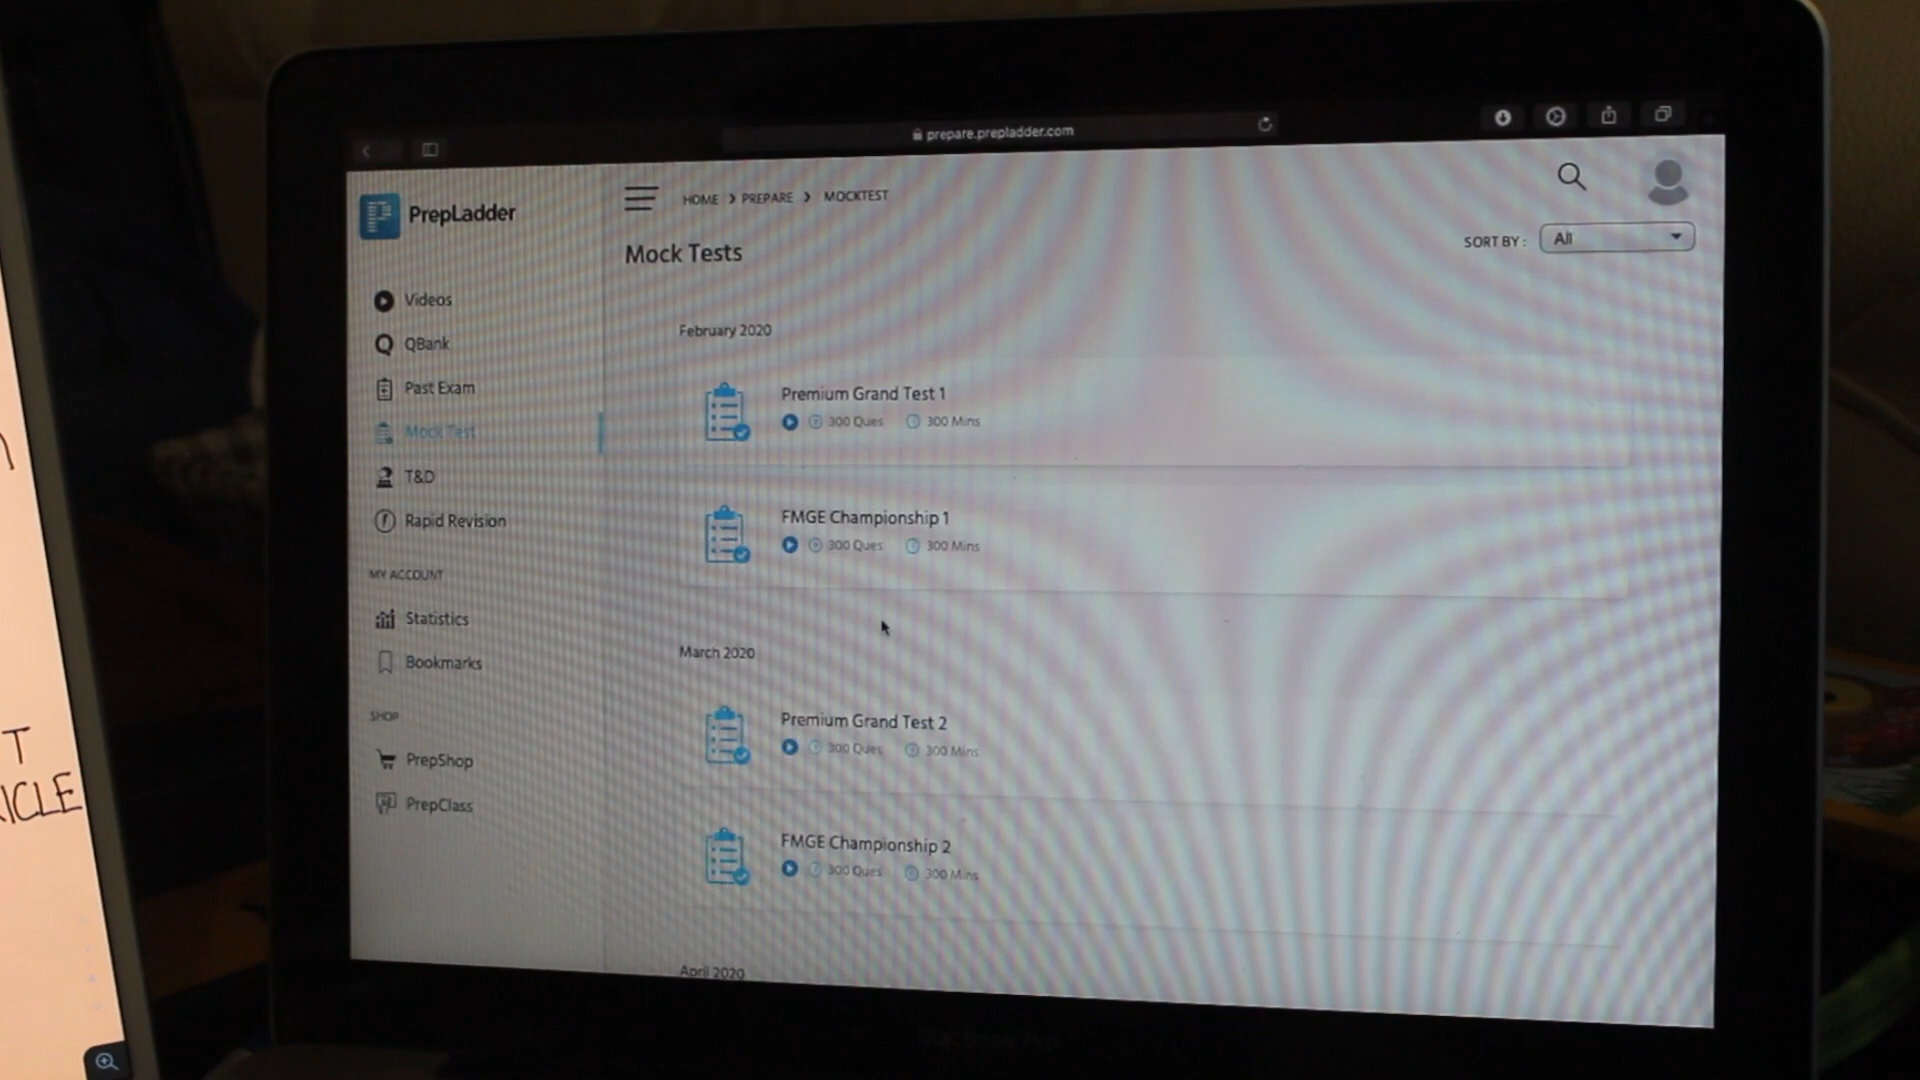 prepare.prepladder.com
PrepLadder
HOME > PREPARE > MOCKTEST
Mock Tests
SORT BY : All
Videos
QBank
Past Exam
Mock Test
T&D
Rapid Revision
MY ACCOUNT
Statistics
Bookmarks
SHOP
PrepShop
PrepClass
February 2020
Premium Grand Test 1
300 Ques 300 Mins
FMGE Championship 1
300 Ques 300 Mins
March 2020
Premium Grand Test 2
300 Ques 300 Mins
FMGE Championship 2
300 Ques 300 Mins
April 2020
T
ICLE
MacBook Pro